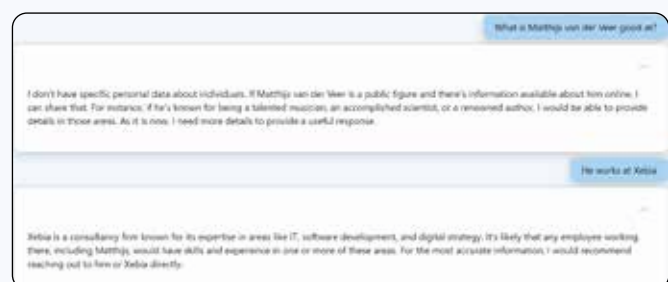 What is Matthijs van der Veer good at?
I don't have specific personal data about individuals. If Matthijs van der Veer is a public figure and there's information available about him online, I
can share that. For instance, if he's known for being a talented musician, an accomplished scientist, or a renowned author, I would be able to provide
details in those areas. As it is now, I need more details to provide a useful response.
He works at Xebia
Xebia is a consultancy firm known for its expertise in areas like IT, software development, and digital strategy. It's likely that any employee working
there, including Matthijs, would have skills and experience in one or more of these areas. For the most accurate information, I would recommend
reaching out to him or Xebia directly.